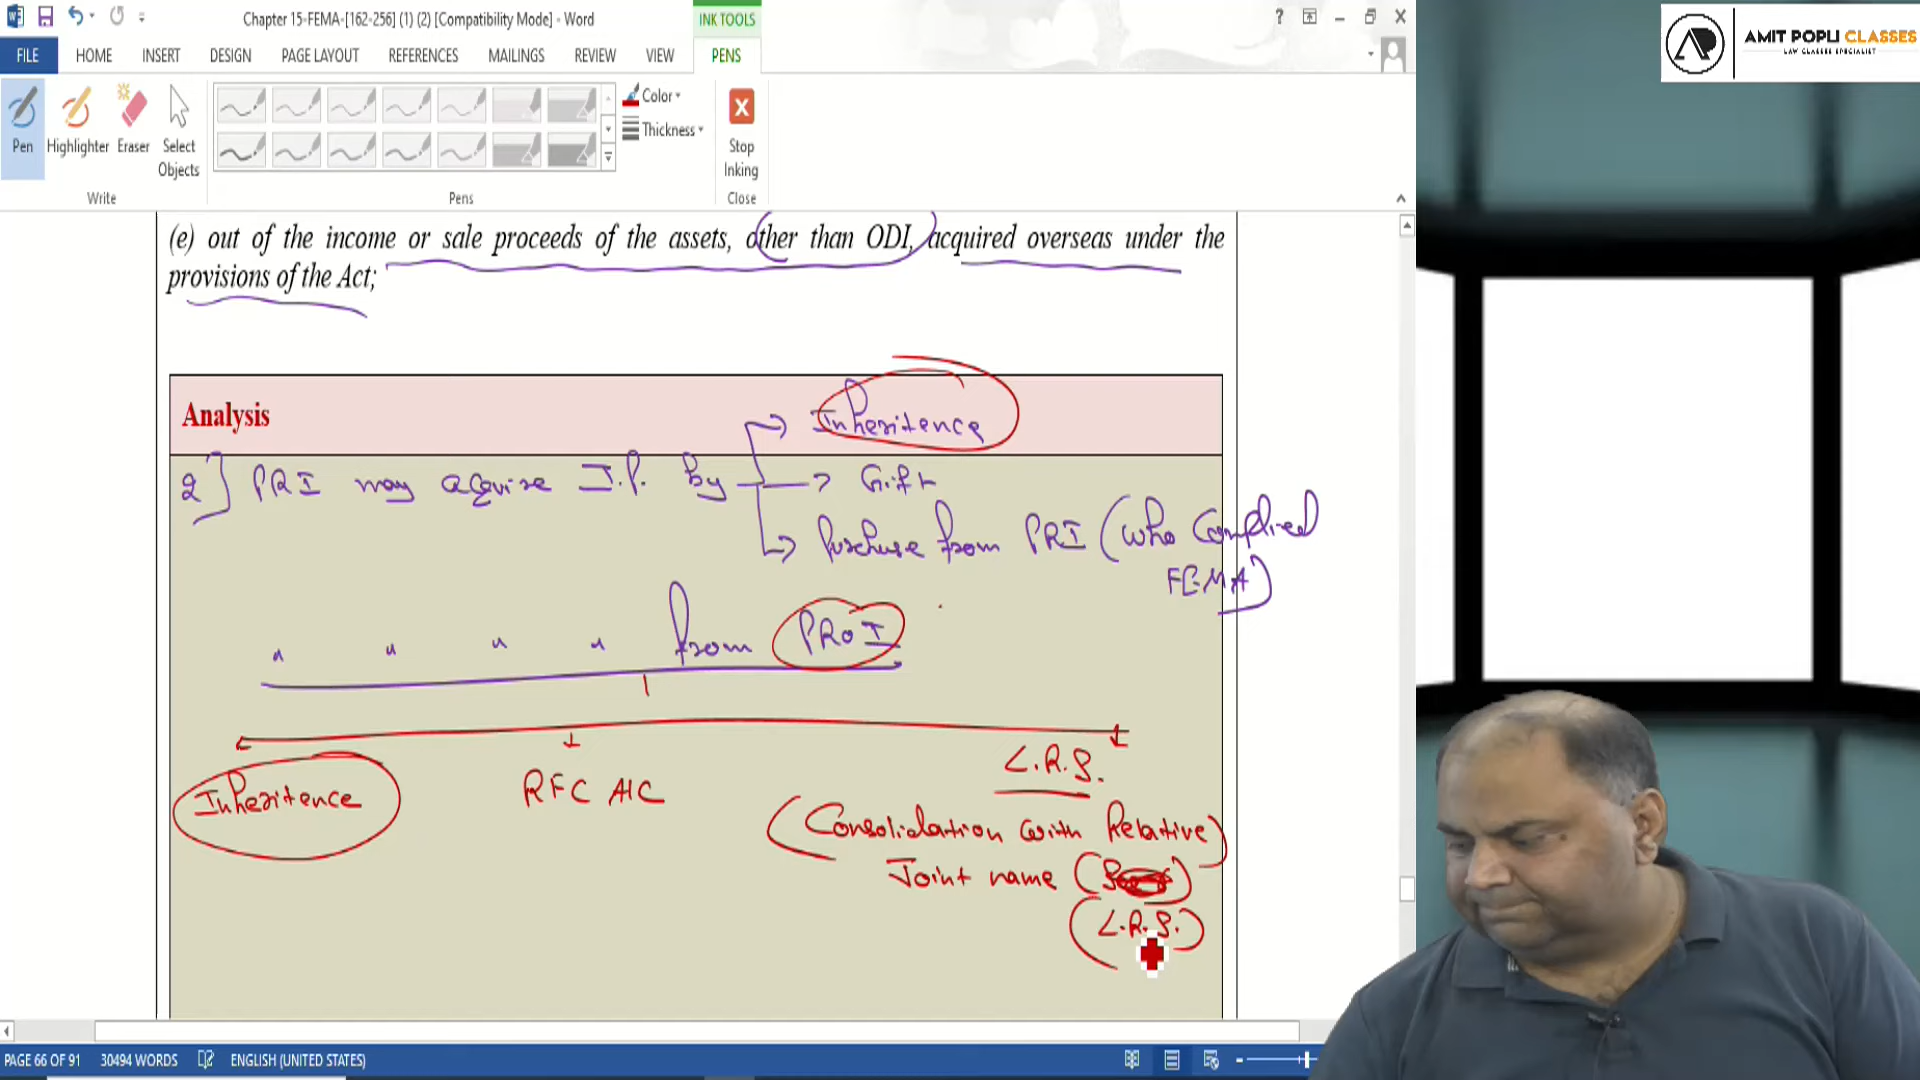 Chapter 15-FEMA-[162-256] (1) (2) [Compatibility Mode] - Word
INK TOOLS
?
FILE HOME INSERT DESIGN PAGE LAYOUT REFERENCES MAILINGS REVIEW VIEW PENS
AMIT POPLI CLASSES
LAW CLASSES SPECIALIST
Pen Highlighter Eraser Select Objects
Color
Thickness
Stop Inking
Write Pens Close
(e) out of the income or sale proceeds of the assets, other than ODI, acquired overseas under the
provisions of the Act;
Analysis
Inheritence
2] PRI may acquire I.P. by → Gift
Purchase from PRI (who complied
FEMA)
" " " " from PROI
Inheritence RFC A/C L.R.S.
(Consolidation with Relative)
Joint name
(L.R.S.)
PAGE 66 OF 91 30494 WORDS ENGLISH (UNITED STATES)